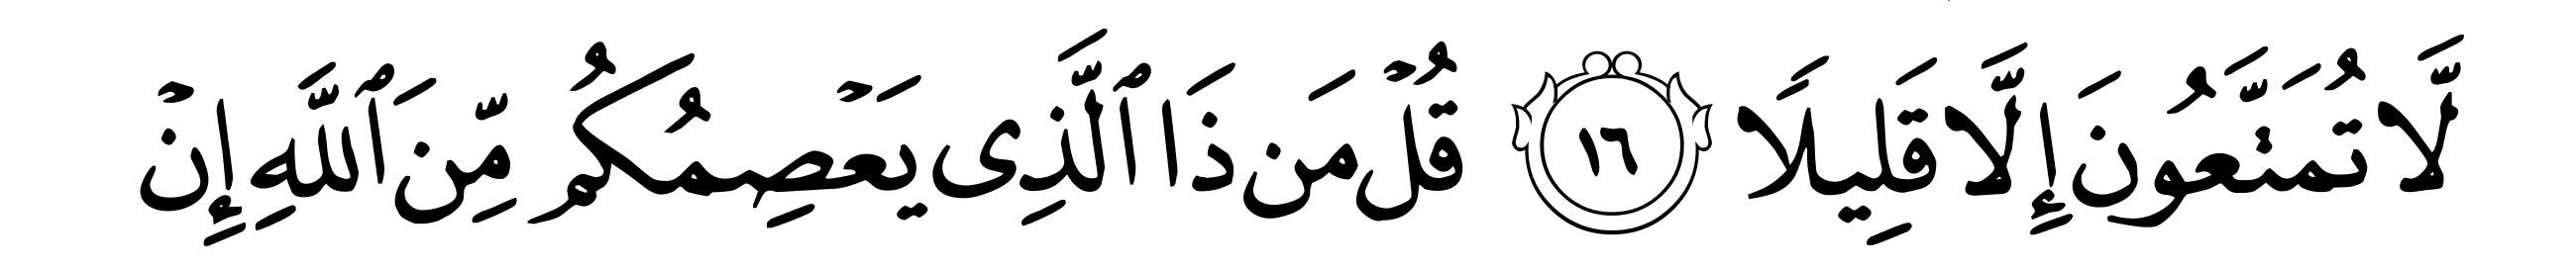 لَّا تُمَتَّعُونَ إِلَّا قَلِيلًا ١٦ قُلۡ مَن ذَا ٱلَّذِى يَعۡصِمُكُمُ مِّنَ ٱللَّهِ إِنۡ